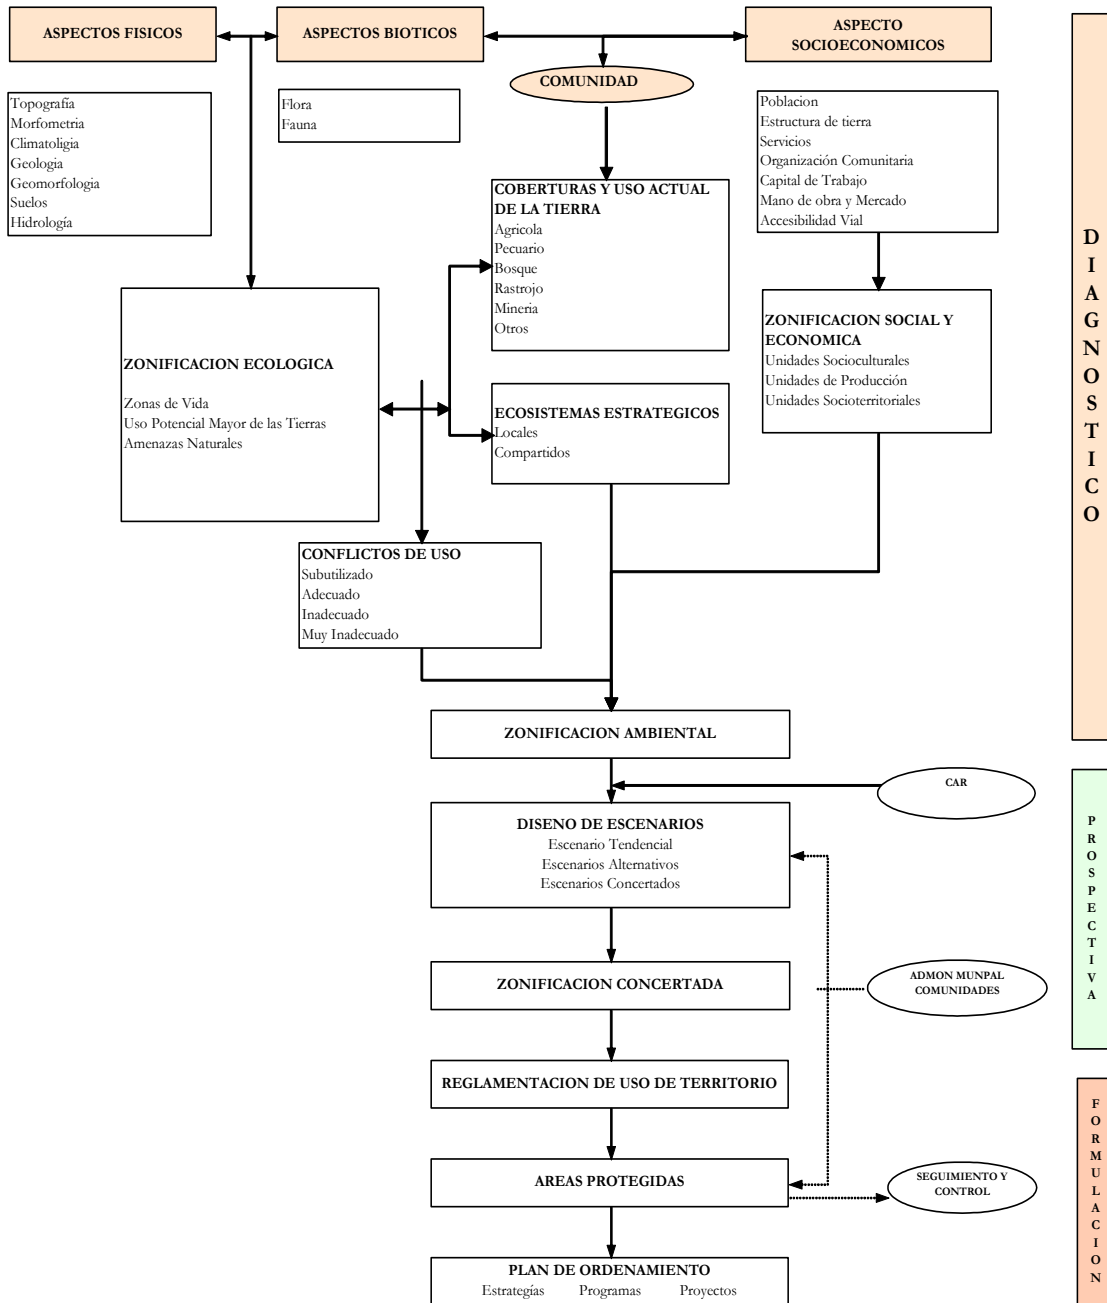 ASPECTOS FISICOS
ASPECTOS BIOTICOS
ASPECTO
SOCIOECONOMICOS
COMUNIDAD
Topografía
Morfometria
Climatoligia
Geologia
Geomorfologia
Suelos
Hidrología
Flora
Fauna
Poblacion
Estructura de tierra
Servicios
Organización Comunitaria
Capital de Trabajo
Mano de obra y Mercado
Accesibilidad Vial
COBERTURAS Y USO ACTUAL
DE LA TIERRA
Agricola
Pecuario
Bosque
Rastrojo
Mineria
Otros
ZONIFICACION ECOLOGICA
Zonas de Vida
Uso Potencial Mayor de las Tierras
Amenazas Naturales
ZONIFICACION SOCIAL Y
ECONOMICA
Unidades Socioculturales
Unidades de Producción
Unidades Socioterritoriales
ECOSISTEMAS ESTRATEGICOS
Locales
Compartidos
CONFLICTOS DE USO
Subutilizado
Adecuado
Inadecuado
Muy Inadecuado
DIAGNOSTICO
ZONIFICACION AMBIENTAL
CAR
DISENO DE ESCENARIOS
Escenario Tendencial
Escenarios Alternativos
Escenarios Concertados
ZONIFICACION CONCERTADA
ADMON MUNPAL
COMUNIDADES
PROSPECTIVA
REGLAMENTACION DE USO DE TERRITORIO
AREAS PROTEGIDAS
SEGUIMIENTO Y
CONTROL
PLAN DE ORDENAMIENTO
Estrategías Programas Proyectos
FORMULACION